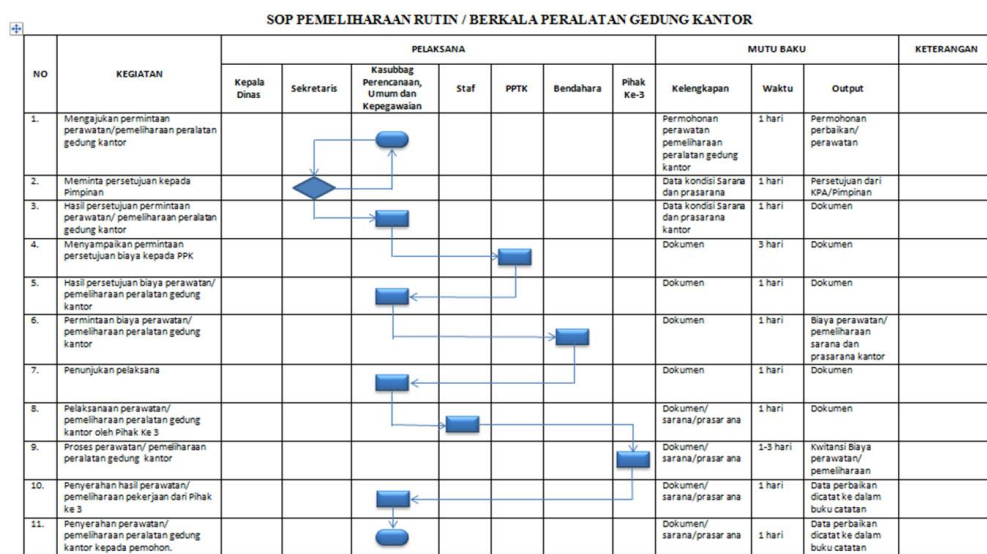 SOP PEMELIHARAAN RUTIN / BERKALA PERALATAN GEDUNG KANTOR
NO
KEGIATAN
PELAKSANA
MUTU BAKU
KETERANGAN
Kepala
Dinas
Sekretaris
Kasubbag
Perencanaan,
Umum dan
Kepegawaian
Staf
PPTK
Bendahara
Pihak
Ke-3
Kelengkapan
Waktu
Output
1.
Mengajukan permintaan
perawatan/pemeliharaan peralatan
gedung kantor
Permohonan
perawatan
pemeliharaan
peralatan gedung
kantor
1 hari
Permohonan
perbaikan/
perawatan
2.
Meminta persetujuan kepada
Pimpinan
Data kondisi Sarana
dan prasarana
1 hari
Persetujuan dari
KPA/Pimpinan
3.
Hasil persetujuan permintaan
perawatan/ pemeliharaan peralatan
gedung kantor
Data kondisi Sarana
dan prasarana
kantor
1 hari
Dokumen
4.
Menyampaikan permintaan
persetujuan biaya kepada PPK
Dokumen
3 hari
Dokumen
5.
Hasil persetujuan biaya perawatan/
pemeliharaan peralatan gedung
kantor
Dokumen
1 hari
Dokumen
6.
Permintaan biaya perawatan/
pemeliharaan peralatan gedung
kantor
Dokumen
1 hari
Biaya perawatan/
pemeliharaan
sarana dan
prasarana kantor
7.
Penunjukan pelaksana
Dokumen
1 hari
Dokumen
8.
Pelaksanaan perawatan/
pemeliharaan peralatan gedung
kantor oleh Pihak Ke 3
Dokumen/
sarana/prasar ana
1 hari
Dokumen
9.
Proses perawatan/ pemeliharaan
peralatan gedung kantor
Dokumen/
sarana/prasar ana
1-3 hari
Kwitansi Biaya
perawatan/
pemeliharaan
10.
Penyerahan hasil perawatan/
pemeliharaan pekerjaan dari Pihak
ke 3
Dokumen/
sarana/prasar ana
1 hari
Data perbaikan
dicatat ke dalam
buku catatan
11.
Penyerahan perawatan/
pemeliharaan peralatan gedung
kantor kepada pemohon.
Dokumen/
sarana/prasar ana
1 hari
Data perbaikan
dicatat ke dalam
buku catatan